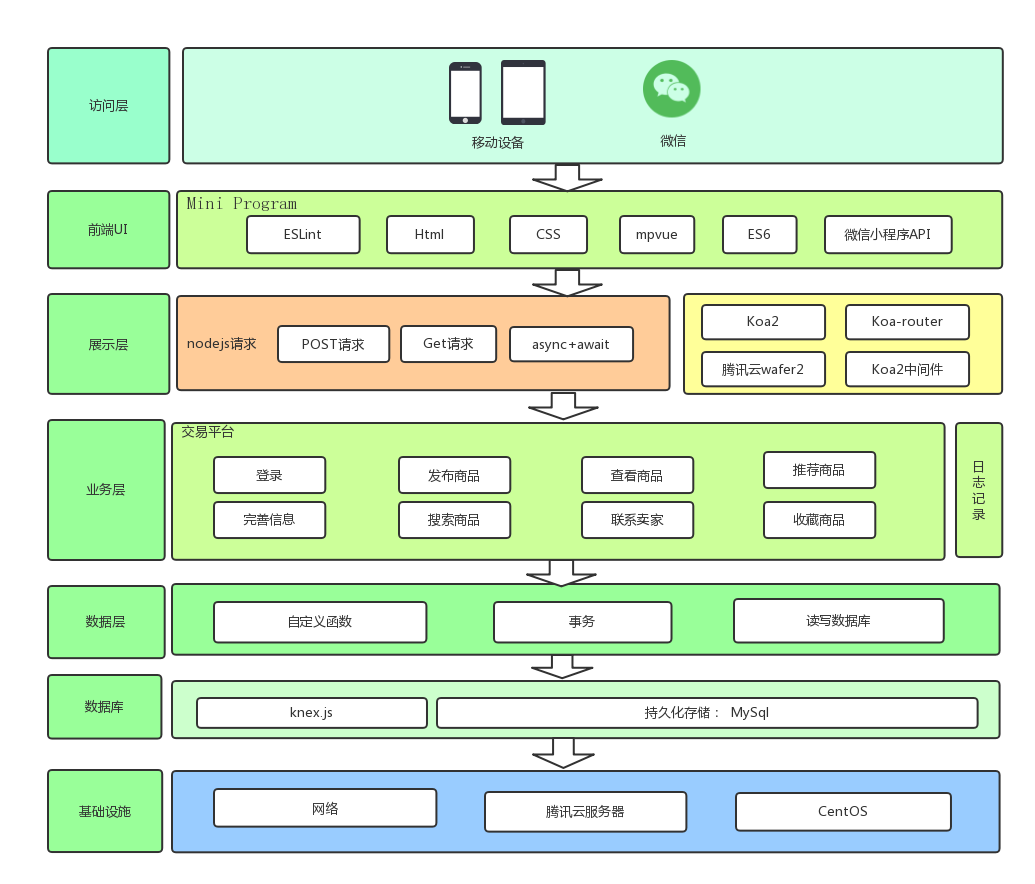 访问层
移动设备
微信
前端UI
Mini Program
ESLint
Html
CSS
mpvue
ES6
微信小程序API
展示层
nodejs请求
POST请求
Get请求
async+await
Koa2
Koa-router
腾讯云wafer2
Koa2中间件
业务层
交易平台
登录
发布商品
查看商品
推荐商品
完善信息
搜索商品
联系卖家
收藏商品
日
志
记
录
数据层
自定义函数
事务
读写数据库
数据库
knex.js
持久化存储： MySql
基础设施
网络
腾讯云服务器
CentOS